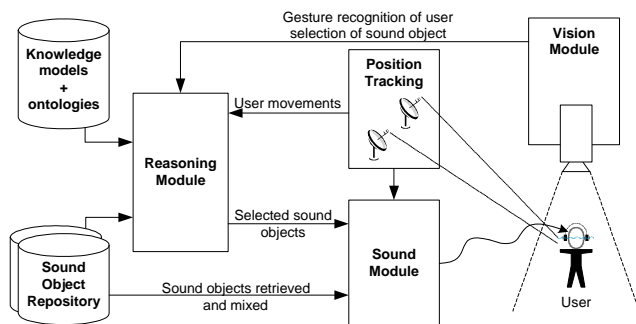 Gesture recognition of user
selection of sound object
Vision
Module
Knowledge
models
+
ontologies
Position
Tracking
User movements
Reasoning
Module
Selected sound
objects
Sound
Module
Sound
Object
Repository
Sound objects retrieved
and mixed
User